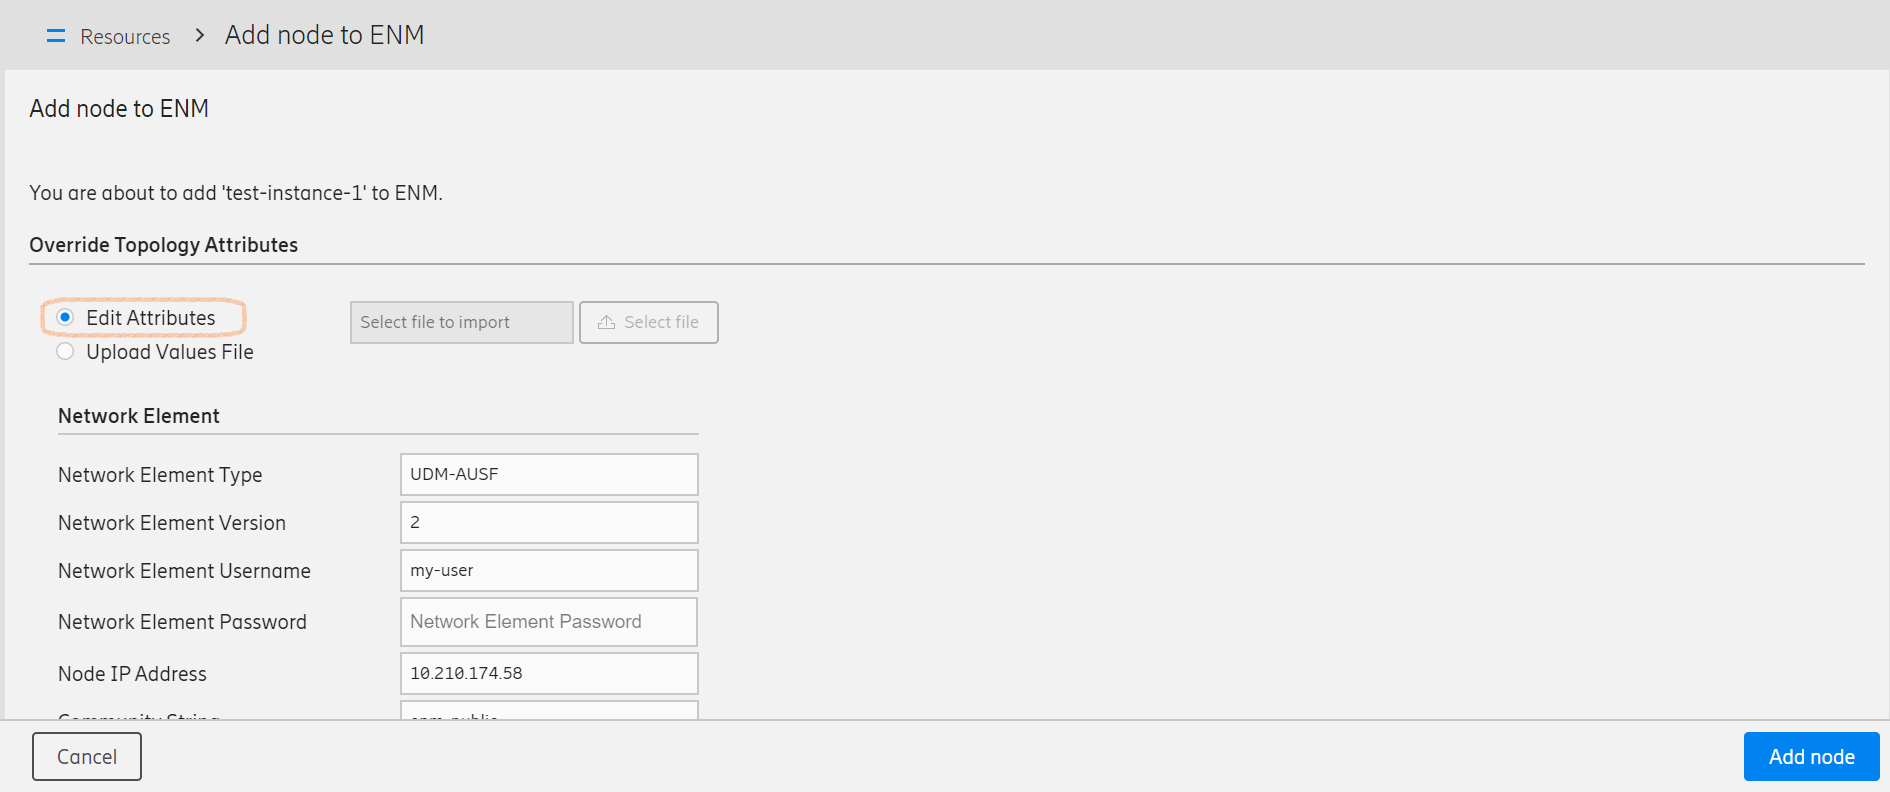 Resources > Add node to ENM
Add node to ENM
You are about to add 'test-instance-1' to ENM.
Override Topology Attributes
Edit Attributes
Select file to import
Select file
Upload Values File
Network Element
Network Element Type
UDM-AUSF
Network Element Version
2
Network Element Username
my-user
Network Element Password
Network Element Password
Node IP Address
10.210.174.58
Community String
Cancel
Add node